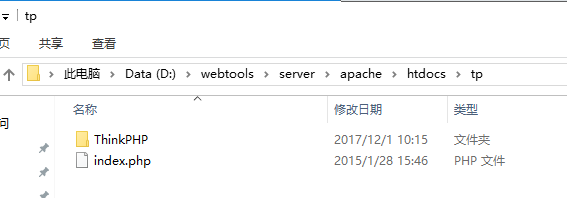 tp
页 共享 查看
此电脑 > Data (D:) > webtools > server > apache > htdocs > tp
名称 修改日期 类型
问
ThinkPHP 2017/12/1 10:15 文件夹
index.php 2015/1/28 15:46 PHP 文件